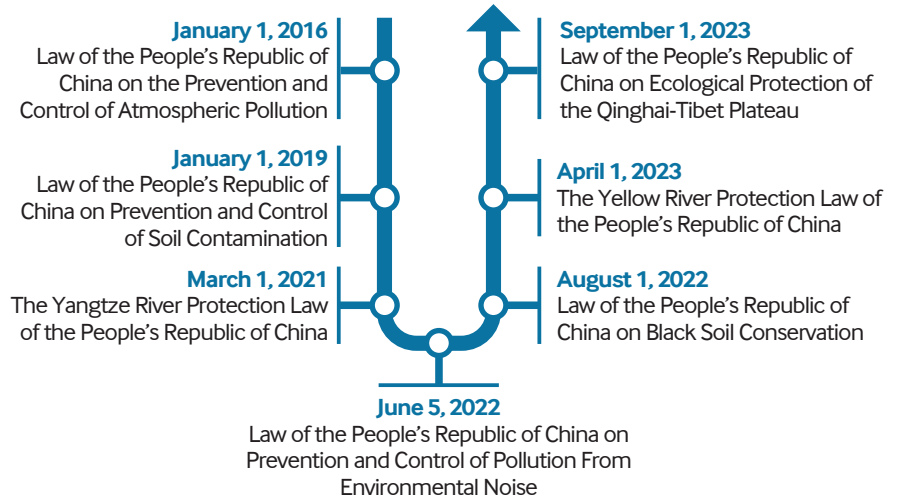 January 1, 2016
Law of the People’s Republic of
China on the Prevention and
Control of Atmospheric Pollution
January 1, 2019
Law of the People’s Republic of
China on Prevention and Control
of Soil Contamination
March 1, 2021
The Yangtze River Protection Law
of the People’s Republic of China
June 5, 2022
Law of the People’s Republic of China on
Prevention and Control of Pollution From
Environmental Noise
August 1, 2022
Law of the People’s Republic of
China on Black Soil Conservation
April 1, 2023
The Yellow River Protection Law of
the People’s Republic of China
September 1, 2023
Law of the People’s Republic of
China on Ecological Protection of
the Qinghai-Tibet Plateau